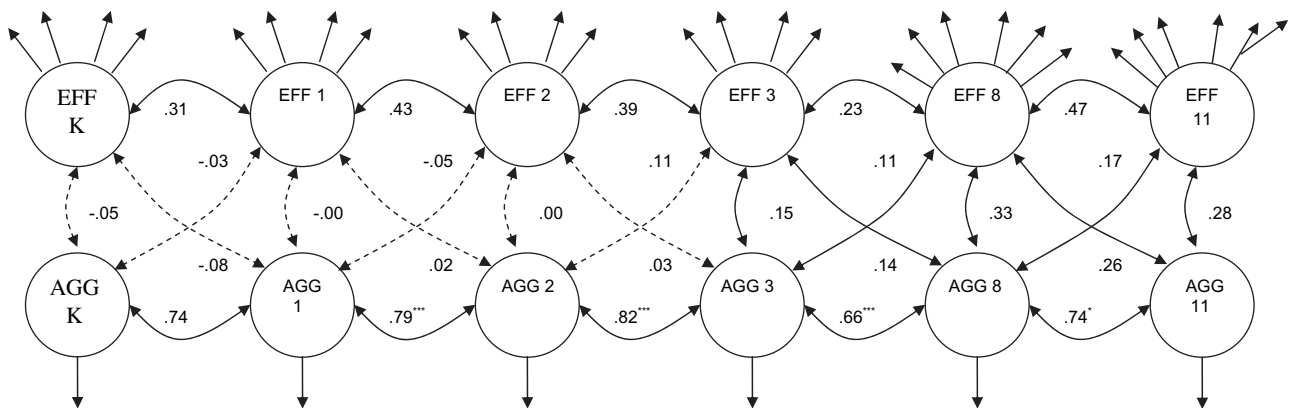 EFF
K
EFF 1
EFF 2
EFF 3
EFF 8
EFF
11
.31
.43
.39
.23
.47
-.03
-.05
.11
.11
.17
-.05
-.00
.00
.15
.33
.28
-.08
.02
.03
.14
.26
AGG
K
AGG
1
AGG 2
AGG 3
AGG 8
AGG
11
.74
.79***
.82***
.66***
.74*